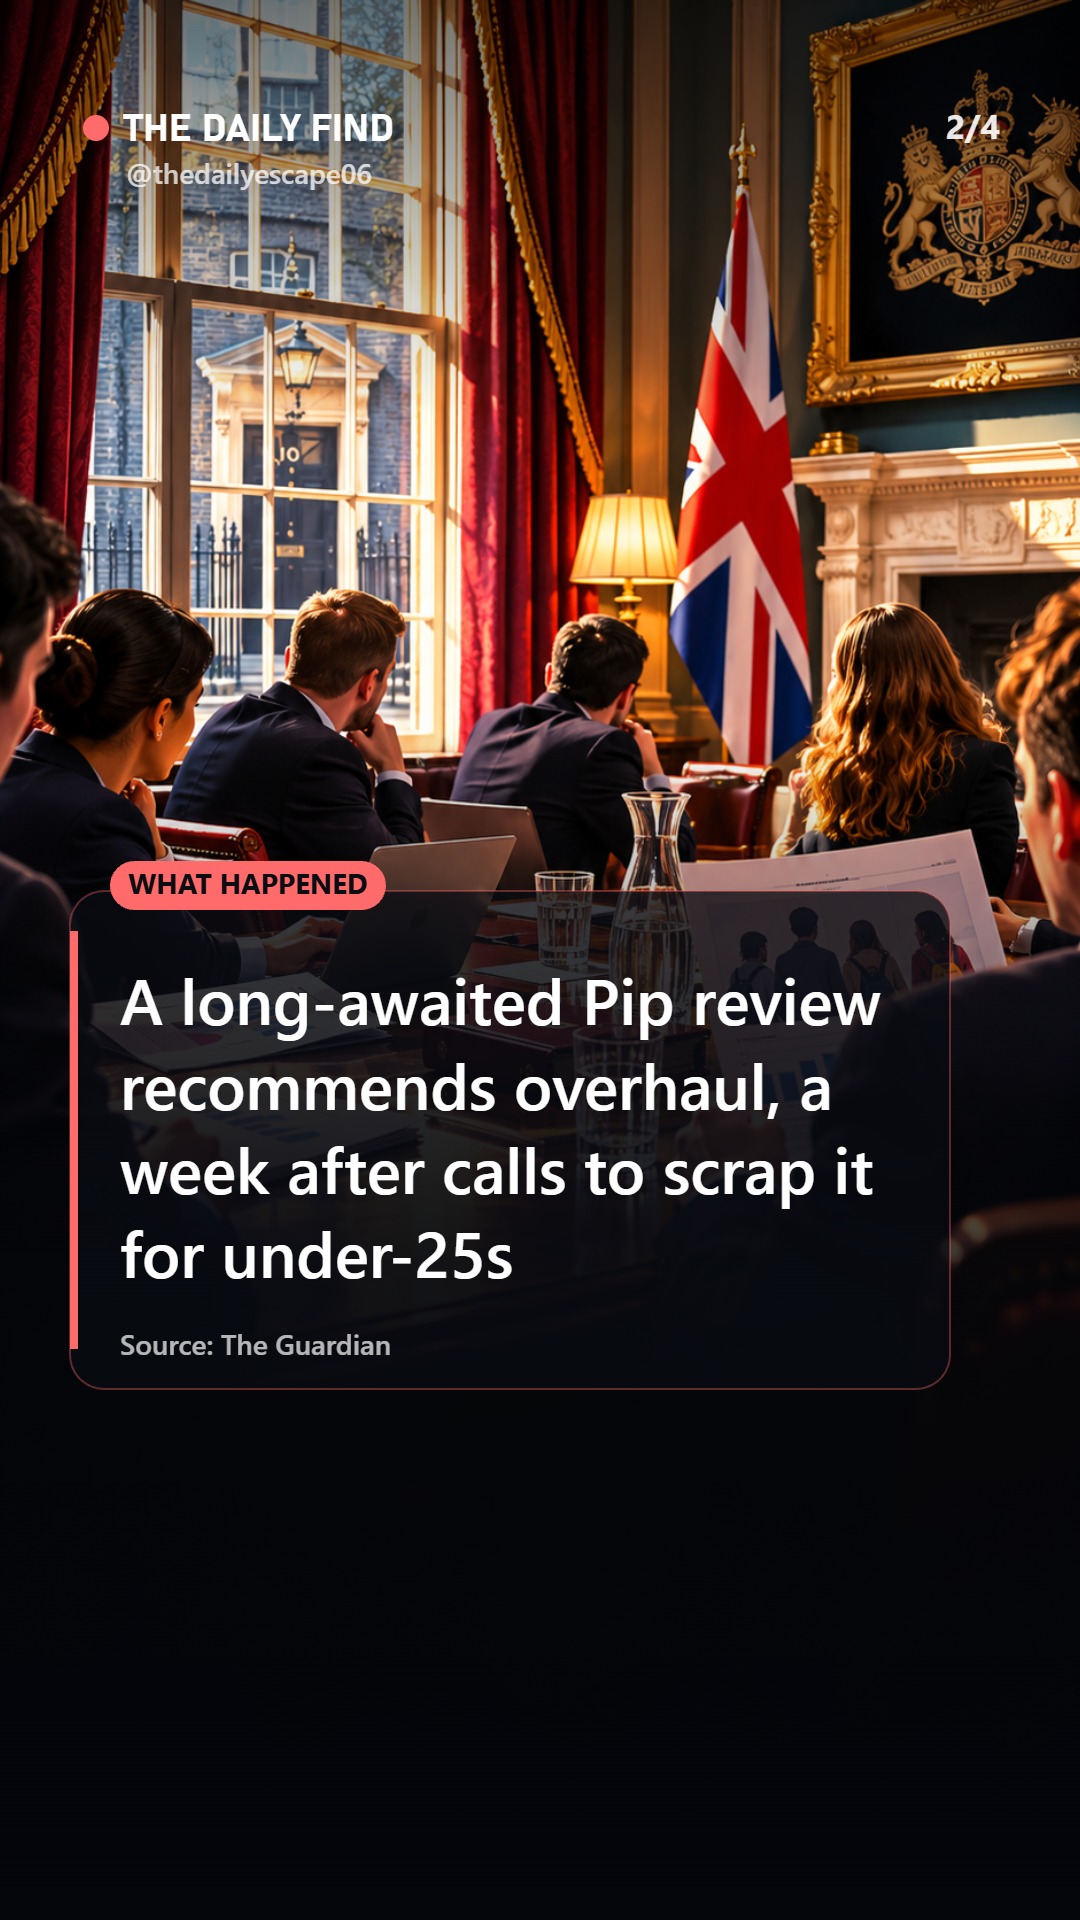 THE DAILY FIND
2/4
@thedailyescape06
10
WHAT HAPPENED
A long-awaited Pip review
recommends overhaul, a
week after calls to scrap it
for under-25s
Source: The Guardian